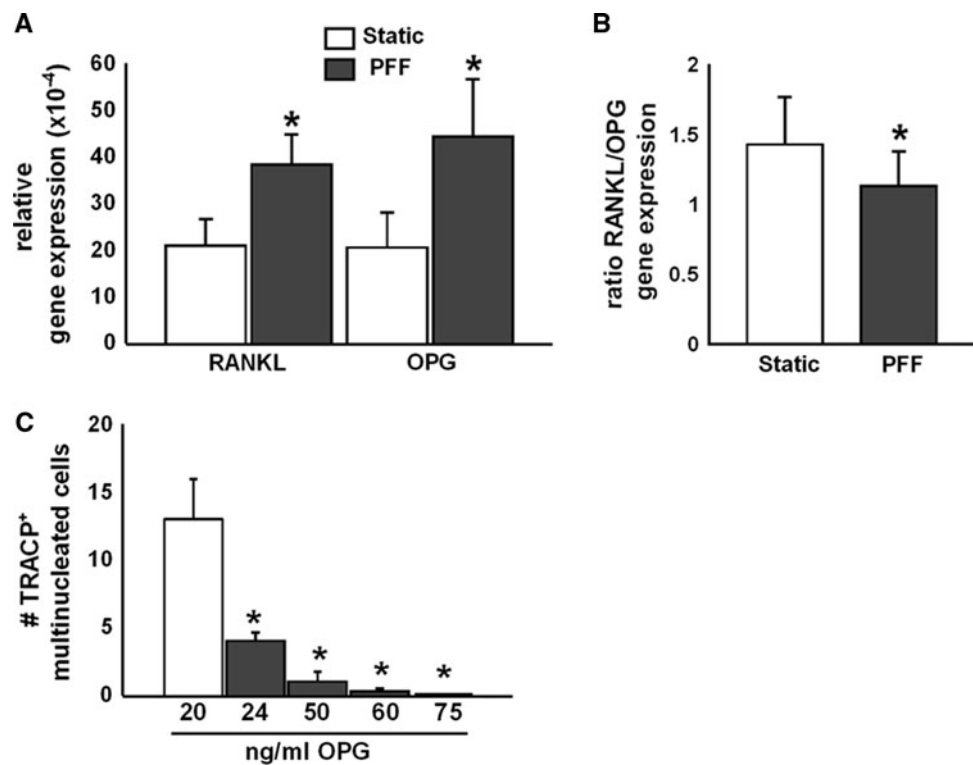 A
Static
PFF
relative
gene expression (x10⁻⁴)
60
50
40
30
20
10
0
*
*
RANKL
OPG
B
ratio RANKL/OPG
gene expression
2
1.5
1
0.5
0
*
Static
PFF
C
# TRACP⁺
multinucleated cells
20
15
10
5
0
*
*
*
*
20 24 50 60 75
ng/ml OPG